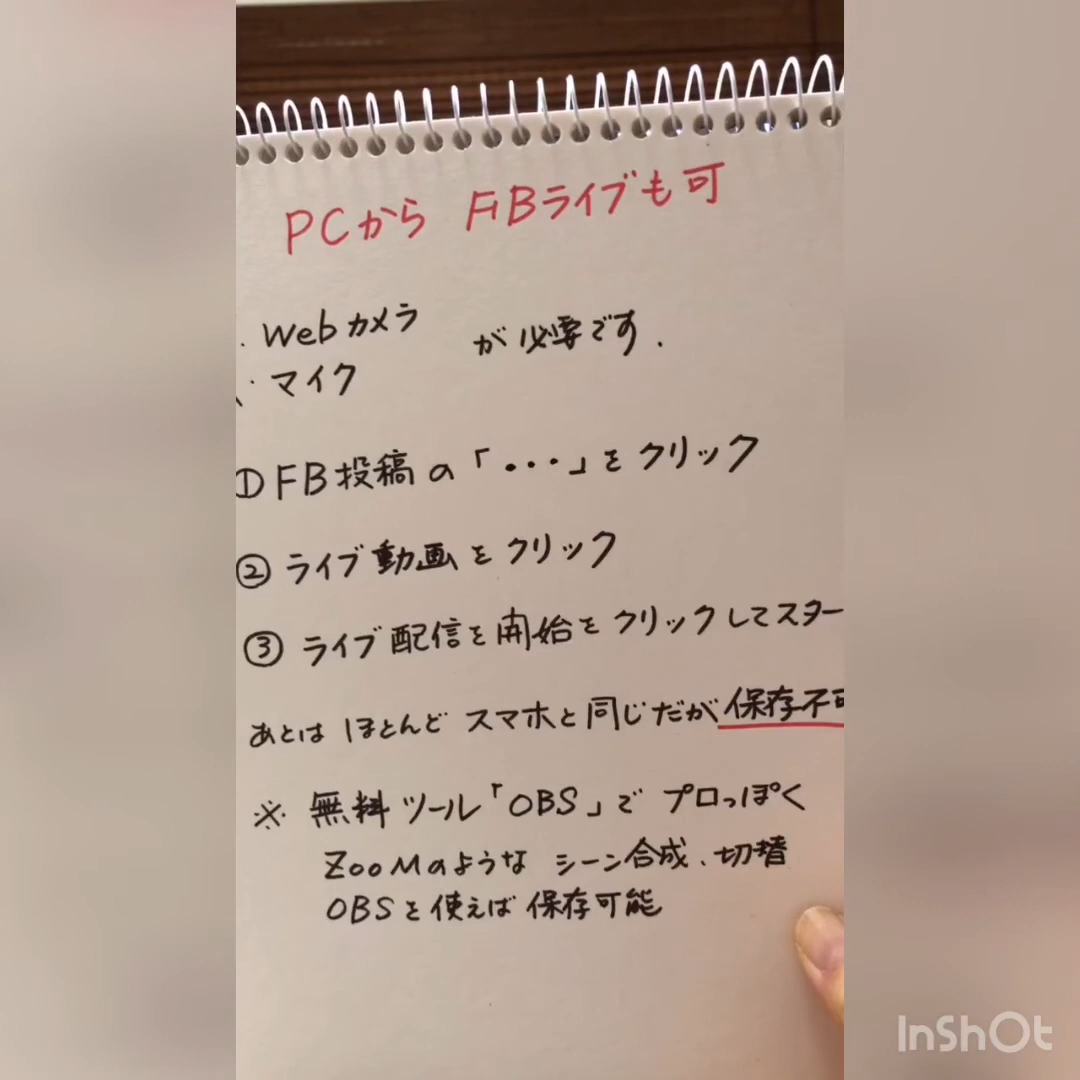 PCから FBライブも可
・Webカメラ が必要です.
・マイク
① FB投稿の「・・・」をクリック
② ライブ動画をクリック
③ ライブ配信を開始をクリックしてスター
あとは ほとんど スマホと同じだが 保存不可
※ 無料ツール「OBS」で プロっぽく
ZooMのような シーン合成、切替
OBSを使えば 保存可能
InShOt